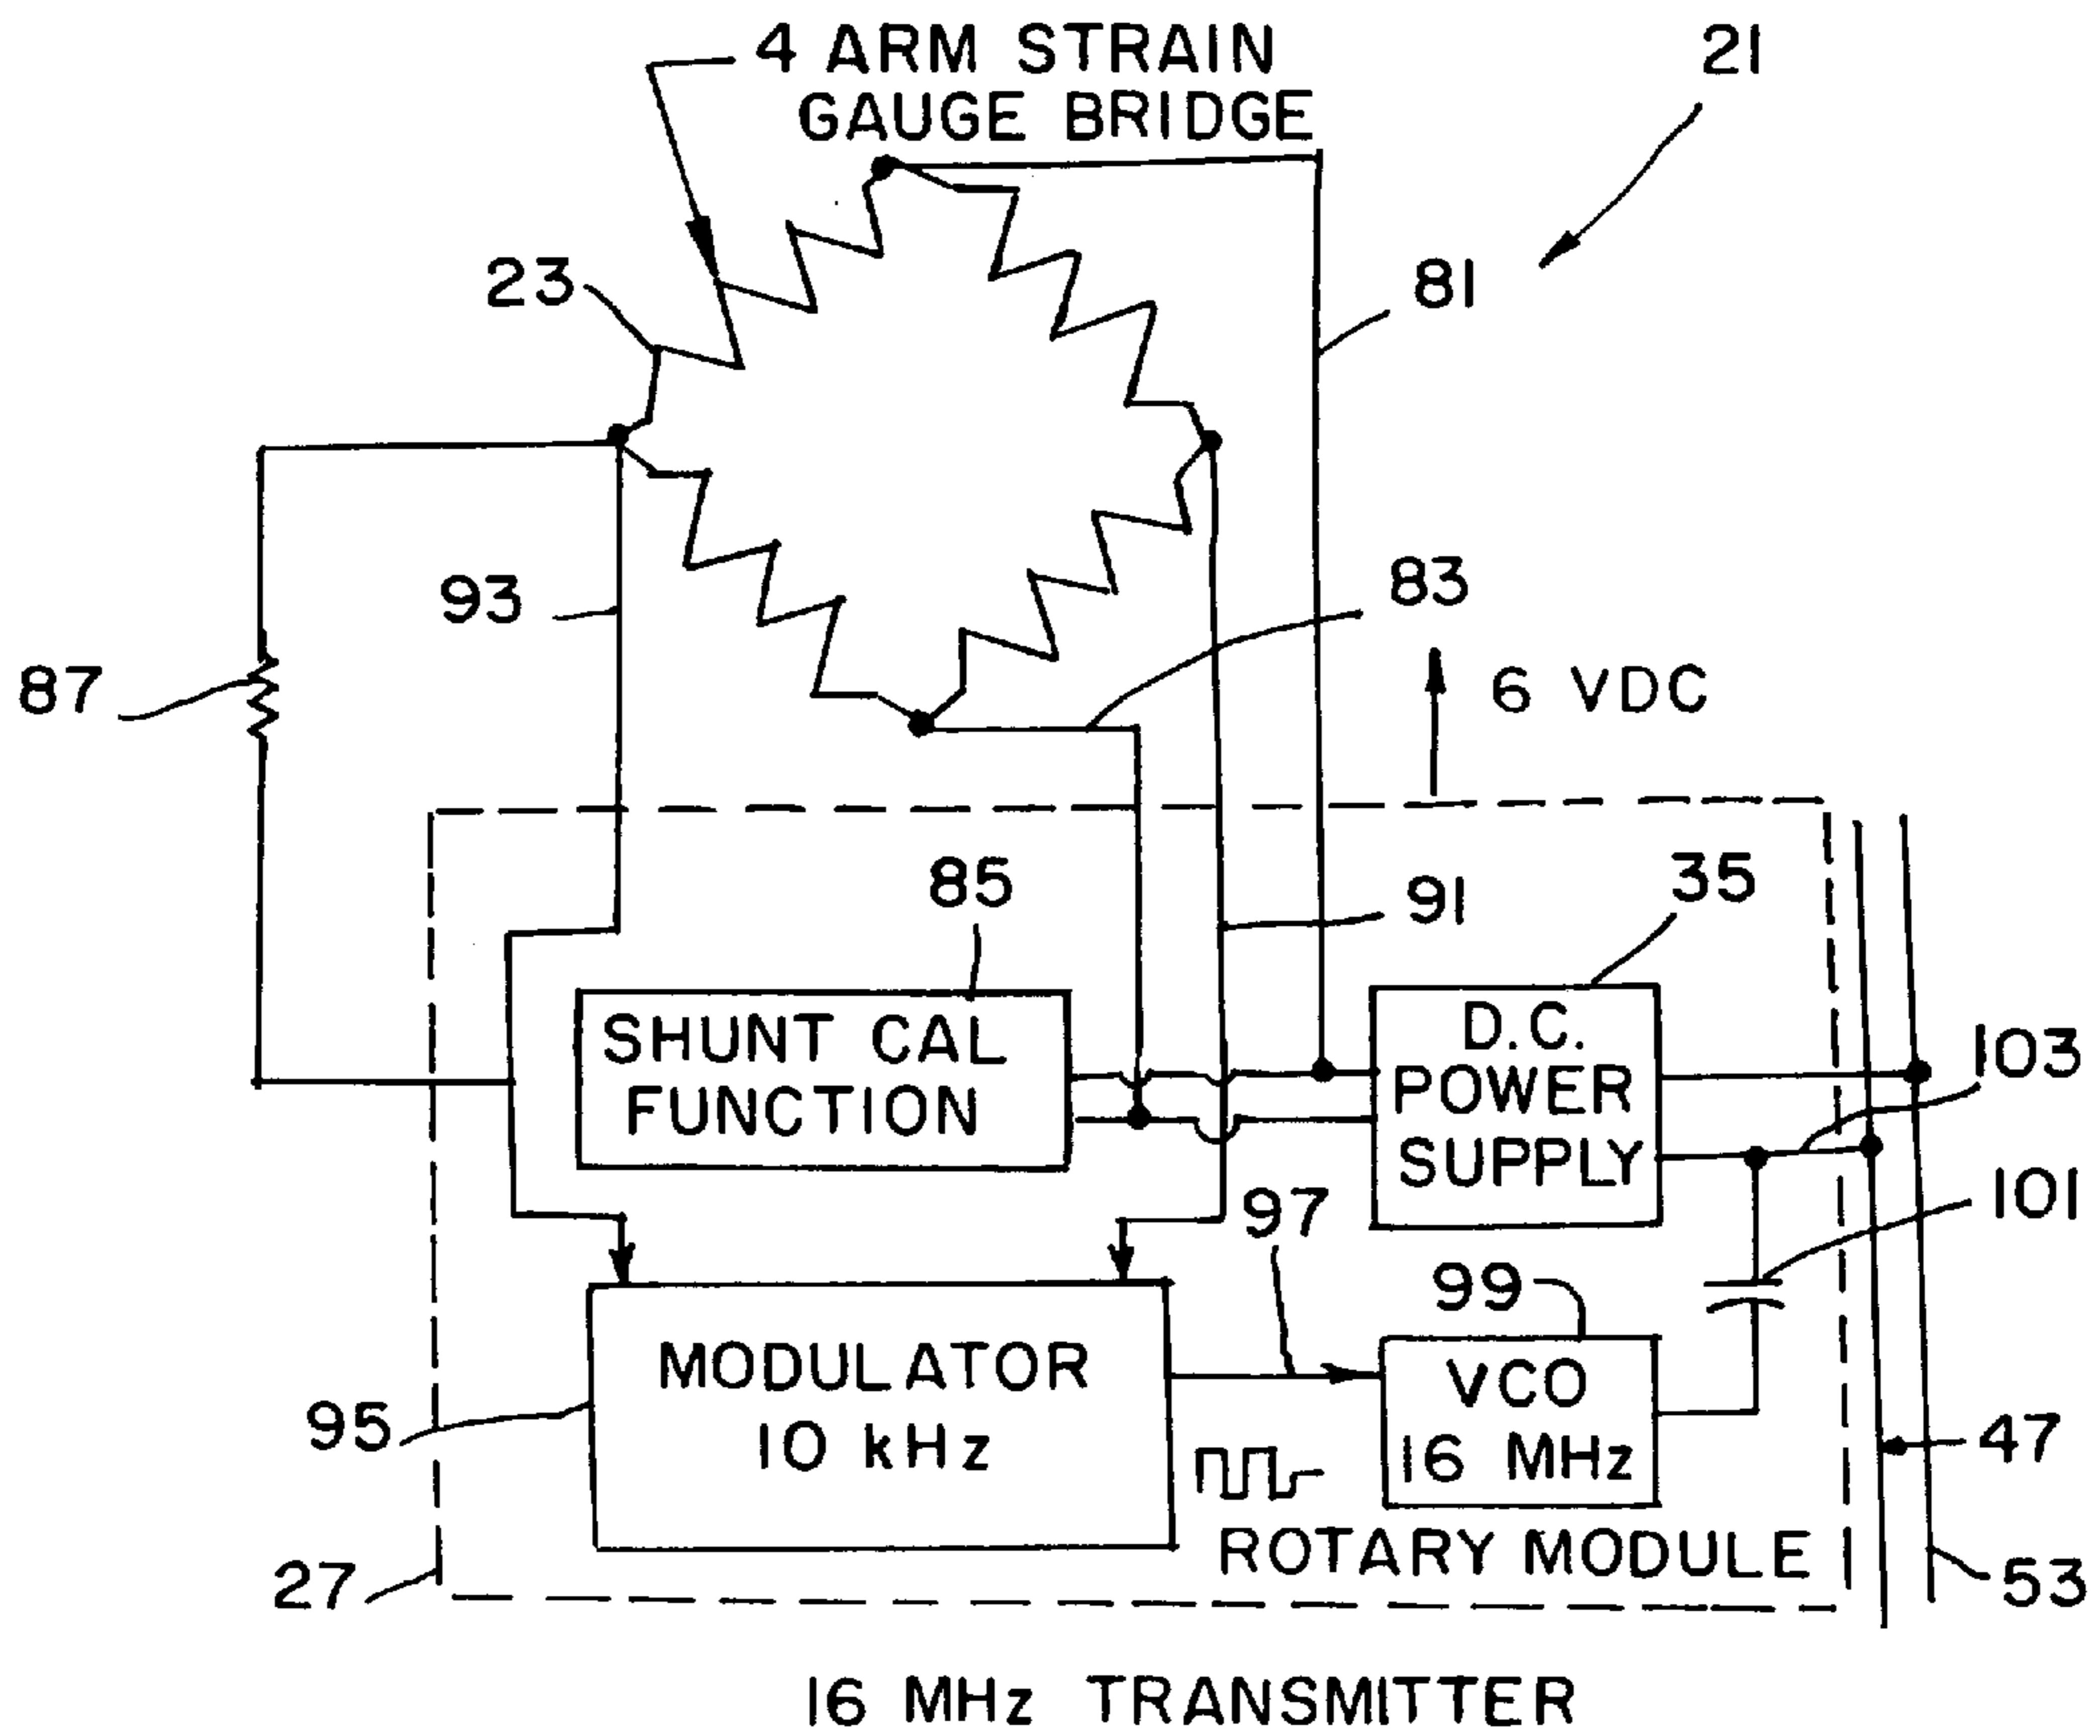 4 ARM STRAIN
GAUGE BRIDGE
21
23
81
93
83
87
6 VDC
85
91
35
SHUNT CAL
FUNCTION
D.C.
POWER
SUPPLY
103
101
97
99
MODULATOR
10 kHz
VCO
16 MHz
95
47
ROTARY MODULE
27
53
16 MHz TRANSMITTER